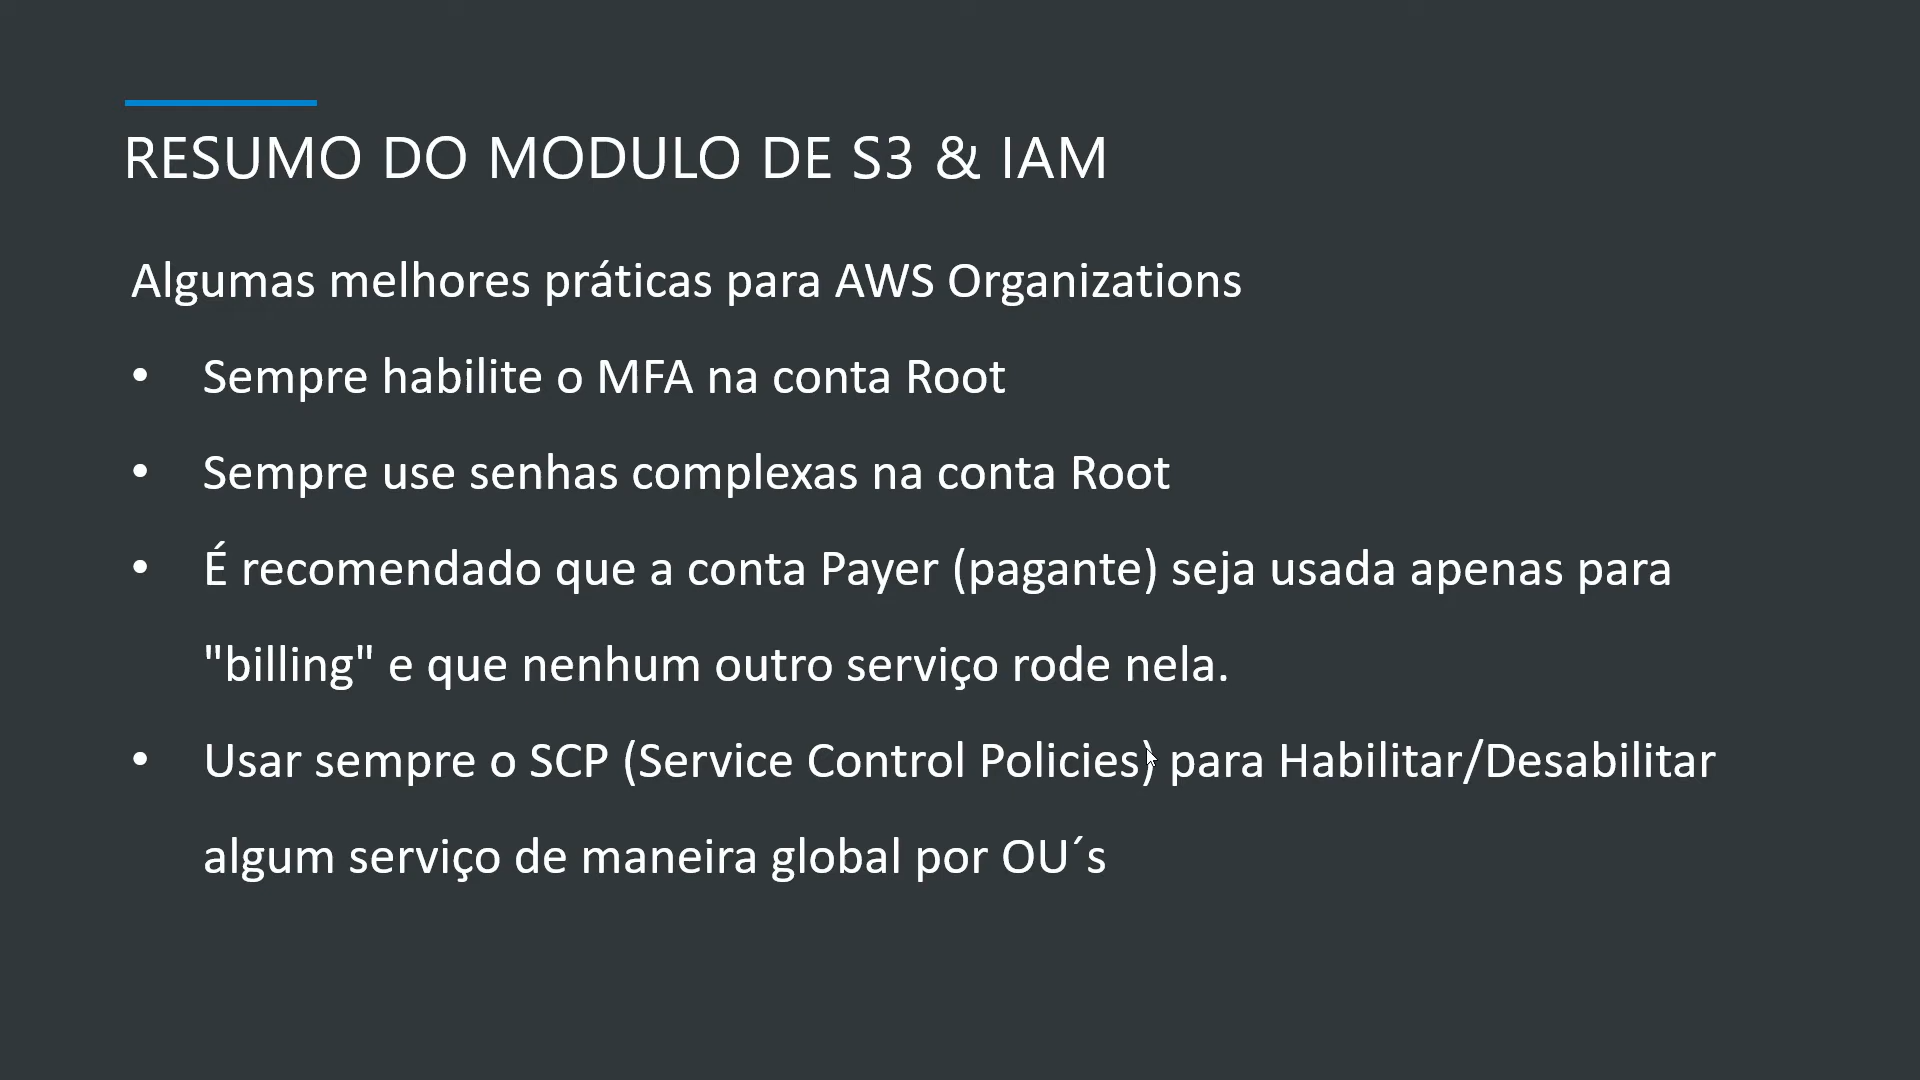 RESUMO DO MODULO DE S3 & IAM
Algumas melhores práticas para AWS Organizations
• Sempre habilite o MFA na conta Root
• Sempre use senhas complexas na conta Root
• É recomendado que a conta Payer (pagante) seja usada apenas para
"billing" e que nenhum outro serviço rode nela.
• Usar sempre o SCP (Service Control Policies) para Habilitar/Desabilitar
algum serviço de maneira global por OU´s